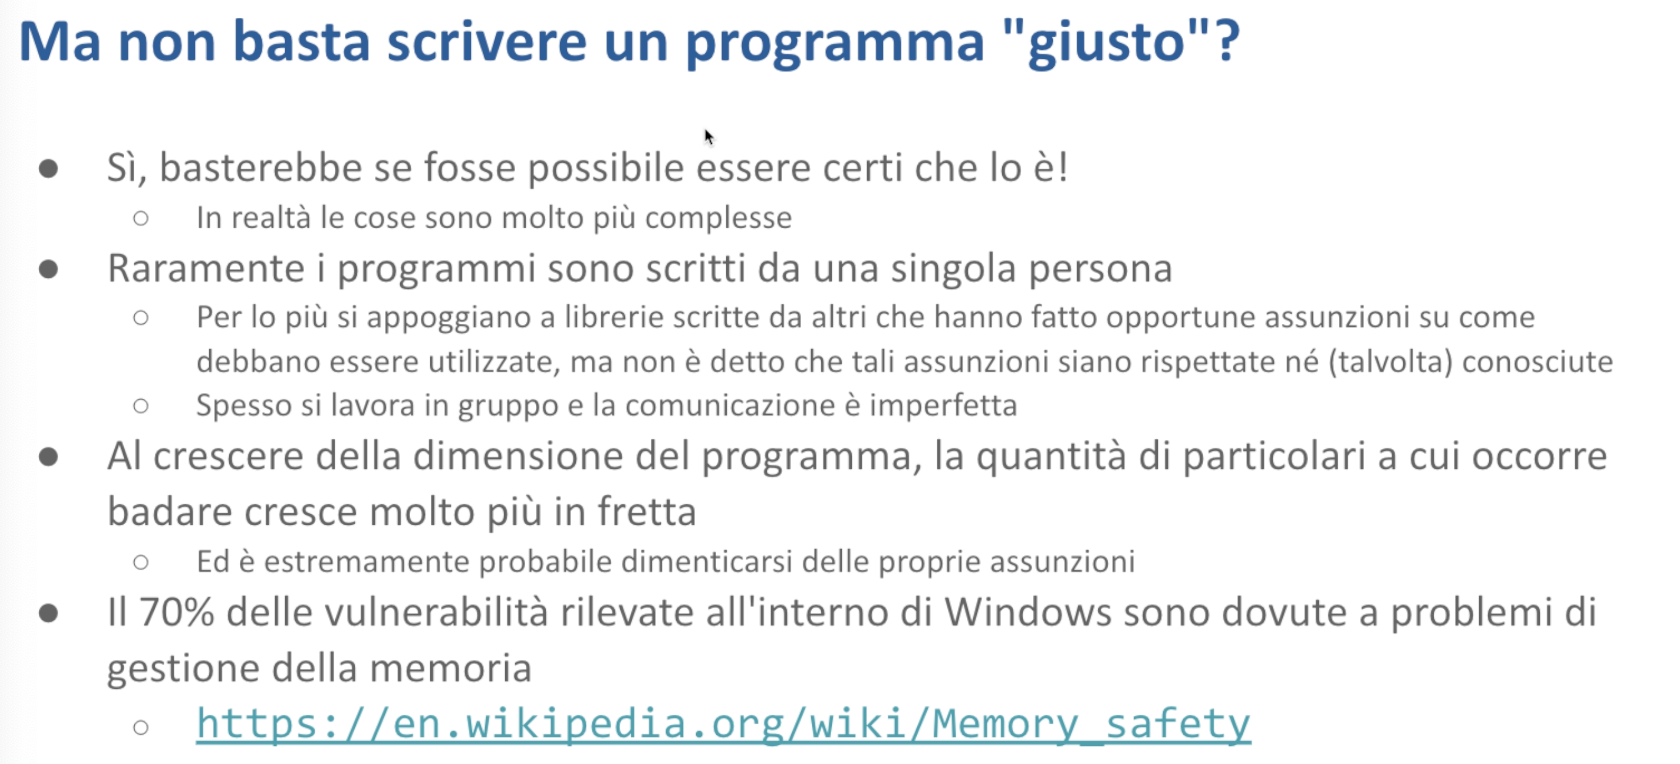 Ma non basta scrivere un programma "giusto"?
● Sì, basterebbe se fosse possibile essere certi che lo è!
○ In realtà le cose sono molto più complesse
● Raramente i programmi sono scritti da una singola persona
○ Per lo più si appoggiano a librerie scritte da altri che hanno fatto opportune assunzioni su come
debbano essere utilizzate, ma non è detto che tali assunzioni siano rispettate né (talvolta) conosciute
○ Spesso si lavora in gruppo e la comunicazione è imperfetta
● Al crescere della dimensione del programma, la quantità di particolari a cui occorre
badare cresce molto più in fretta
○ Ed è estremamente probabile dimenticarsi delle proprie assunzioni
● Il 70% delle vulnerabilità rilevate all'interno di Windows sono dovute a problemi di
gestione della memoria
○ https://en.wikipedia.org/wiki/Memory_safety